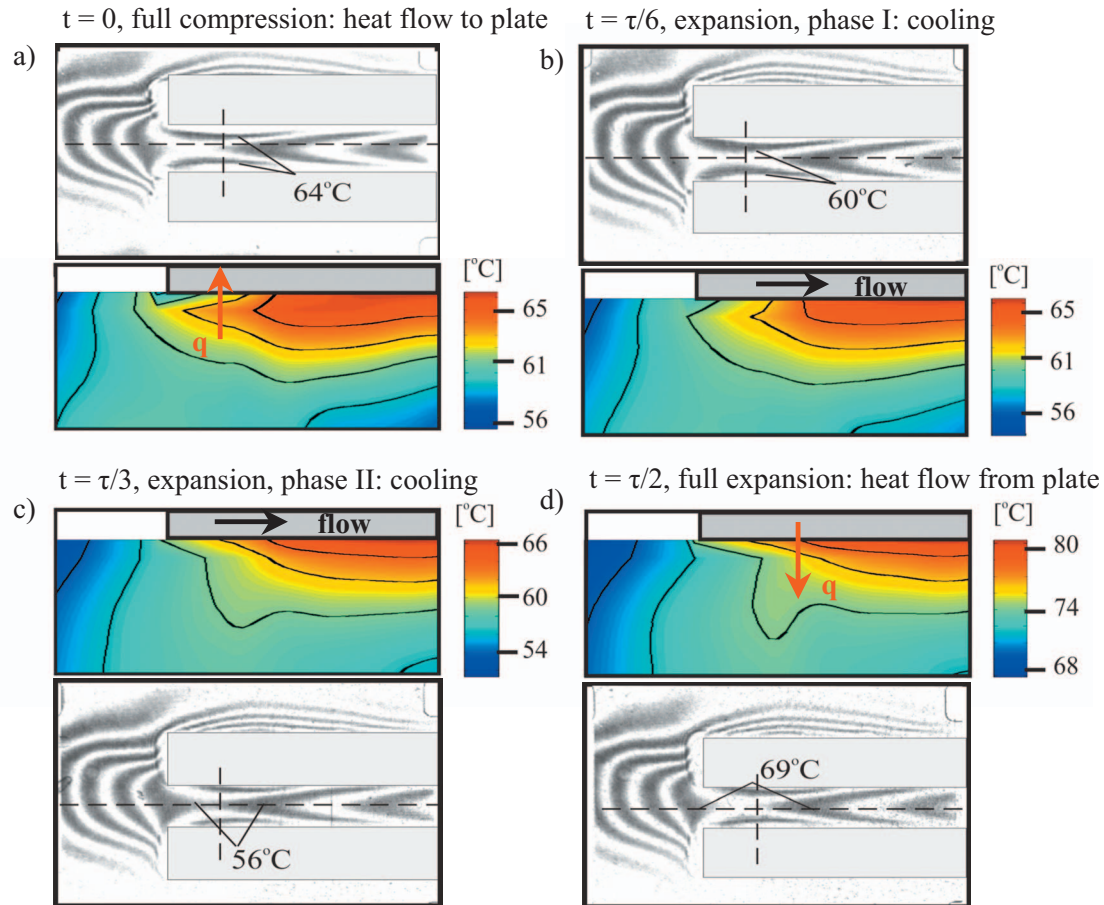 t = 0, full compression: heat flow to plate
a)
64°C
[°C]
65
61
56
q
t = τ/6, expansion, phase I: cooling
b)
60°C
flow
[°C]
65
61
56
t = τ/3, expansion, phase II: cooling
c)
flow
[°C]
66
60
54
56°C
t = τ/2, full expansion: heat flow from plate
d)
[°C]
80
74
68
q
69°C